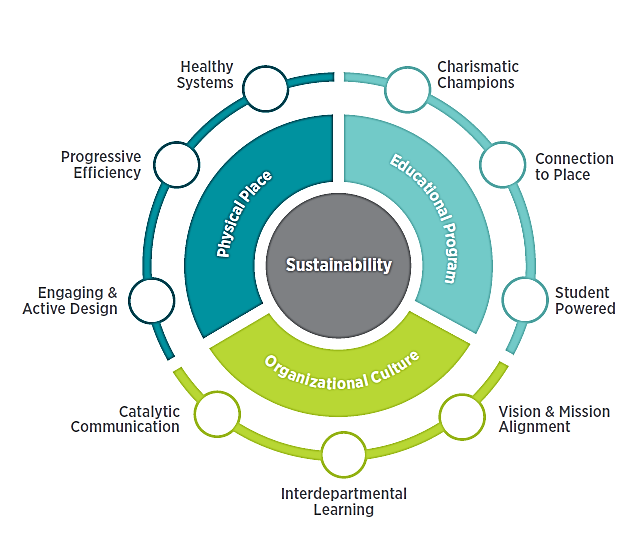 Healthy
Systems
Charismatic
Champions
Progressive
Efficiency
Connection
to Place
Physical Place
Educational Program
Sustainability
Engaging &
Active Design
Student
Powered
Organizational Culture
Catalytic
Communication
Vision & Mission
Alignment
Interdepartmental
Learning